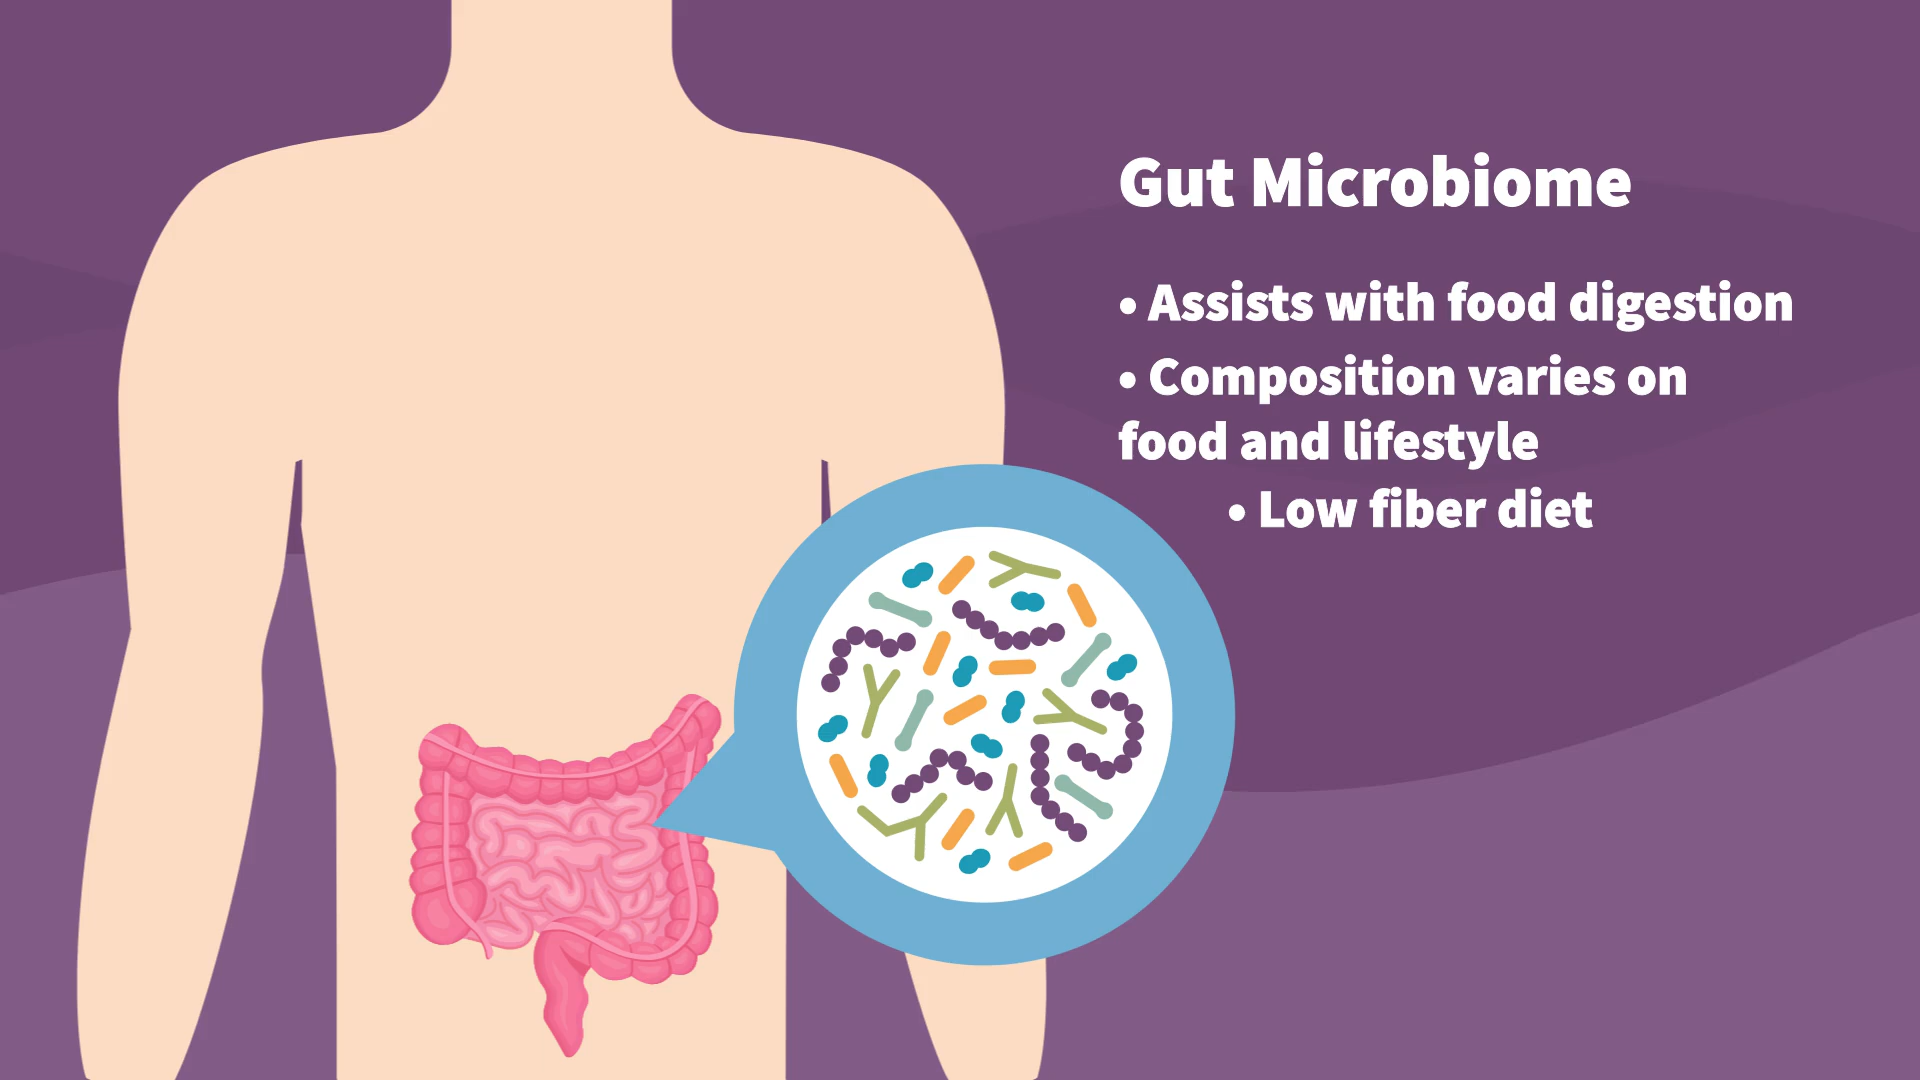 Gut Microbiome
• Assists with food digestion
• Composition varies on
food and lifestyle
• Low fiber diet